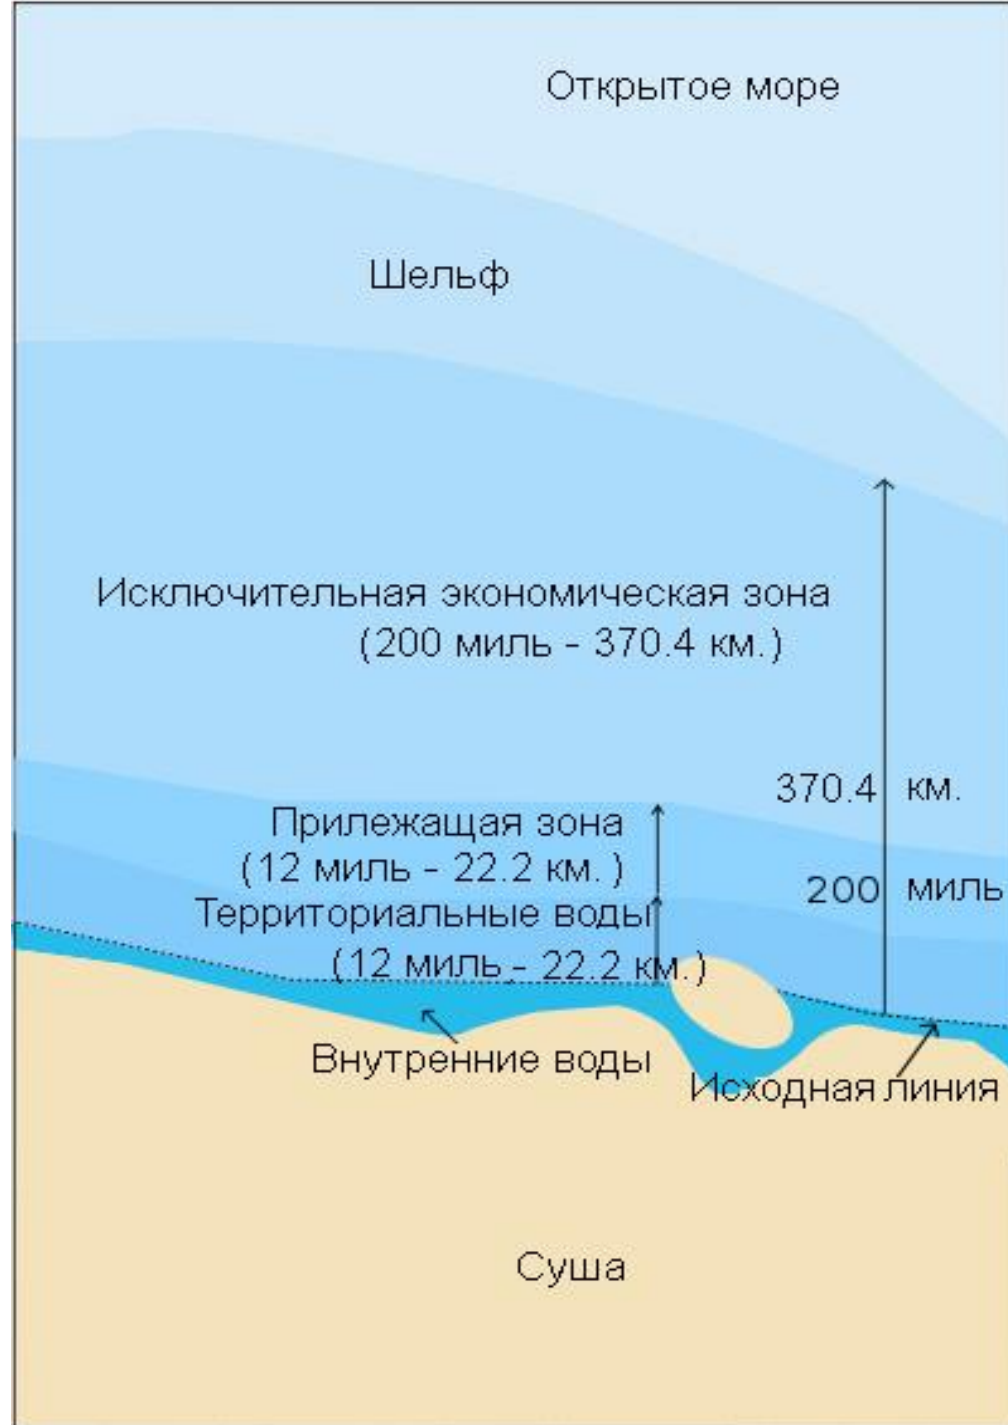 Открытое море
Шельф
Исключительная экономическая зона
(200 миль - 370.4 км.)
370.4 км.
Прилежащая зона
(12 миль - 22.2 км.)
200 миль
Территориальные воды
(12 миль - 22.2 км.)
Внутренние воды
Исходная линия
Суша